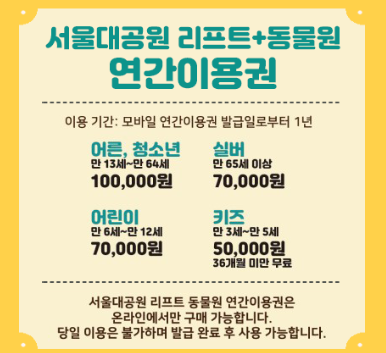 서울대공원 리프트+동물원
연간이용권
이용 기간: 모바일 연간이용권 발급일로부터 1년
어른, 청소년
만 13세~만 64세
100,000원
실버
만 65세 이상
70,000원
어린이
만 6세~만 12세
70,000원
키즈
만 3세~만 5세
50,000원
36개월 미만 무료
서울대공원 리프트 동물원 연간이용권은
온라인에서만 구매 가능합니다.
당일 이용은 불가하며 발급 완료 후 사용 가능합니다.